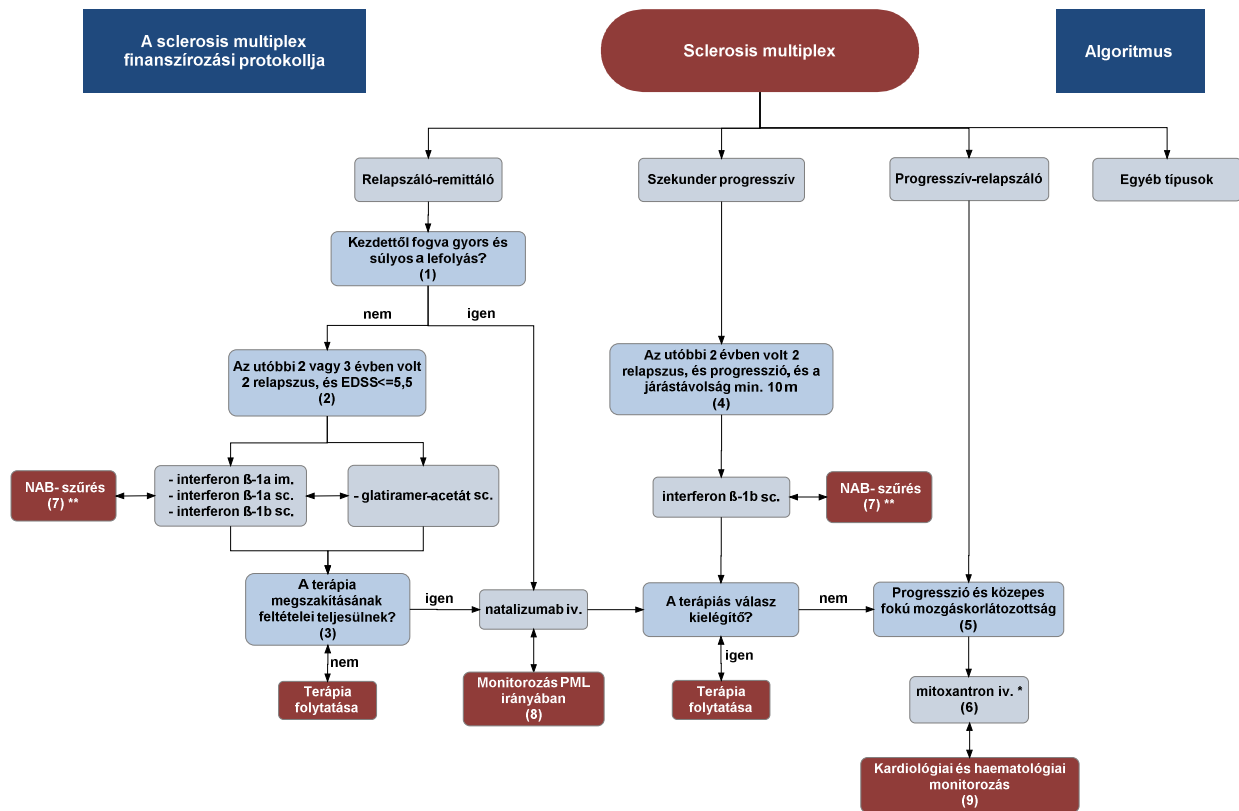 A sclerosis multiplex
finanszírozási protokollja
Sclerosis multiplex
Algoritmus
Relapszáló-remittáló
Szekunder progresszív
Progresszív-relapszáló
Egyéb típusok
Kezdettől fogva gyors és
súlyos a lefolyás?
(1)
nem
igen
Az utóbbi 2 vagy 3 évben volt
2 relapszus, és EDSS<=5,5
(2)
Az utóbbi 2 évben volt 2
relapszus, és progresszió, és a
járástávolság min. 10 m
(4)
NAB- szűrés
(7) **
- interferon ß-1a im.
- interferon ß-1a sc.
- interferon ß-1b sc.
- glatiramer-acetát sc.
interferon ß-1b sc.
NAB- szűrés
(7) **
A terápia
megszakításának
feltételei teljesülnek?
(3)
igen
natalizumab iv.
A terápiás válasz
kielégítő?
nem
Progresszió és közepes
fokú mozgáskorlátozottság
(5)
nem
igen
Terápia
folytatása
Monitorozás PML
irányában
(8)
Terápia
folytatása
mitoxantron iv. *
(6)
Kardiológiai és haematológiai
monitorozás
(9)